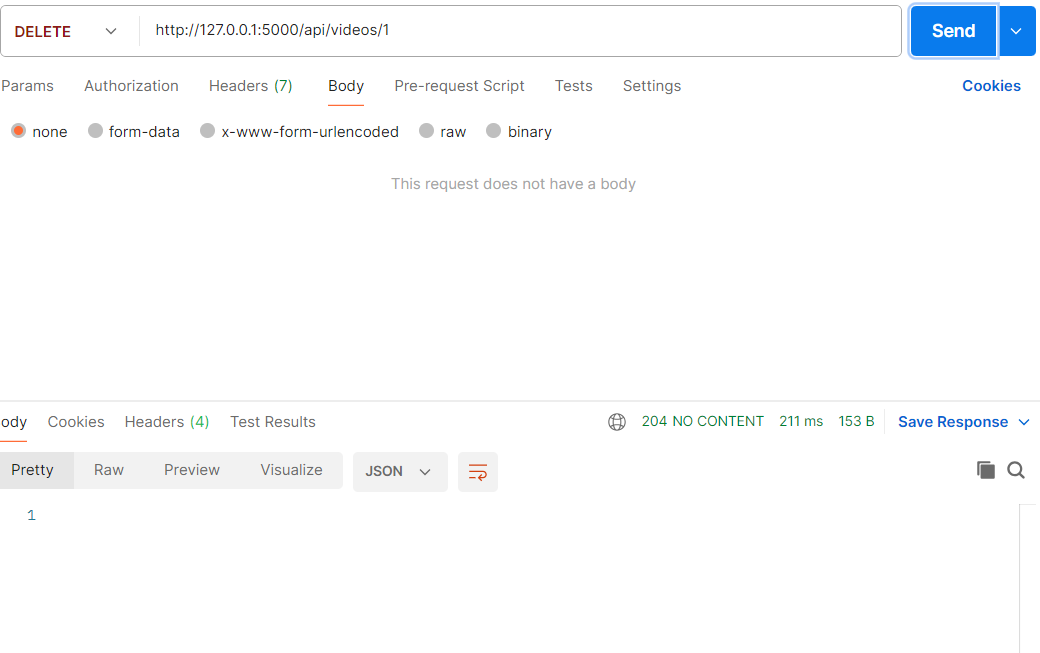 DELETE http://127.0.0.1:5000/api/videos/1 Send
Params Authorization Headers (7) Body Pre-request Script Tests Settings Cookies
none form-data x-www-form-urlencoded raw binary
This request does not have a body
ody Cookies Headers (4) Test Results 204 NO CONTENT 211 ms 153 B Save Response
Pretty Raw Preview Visualize JSON
1